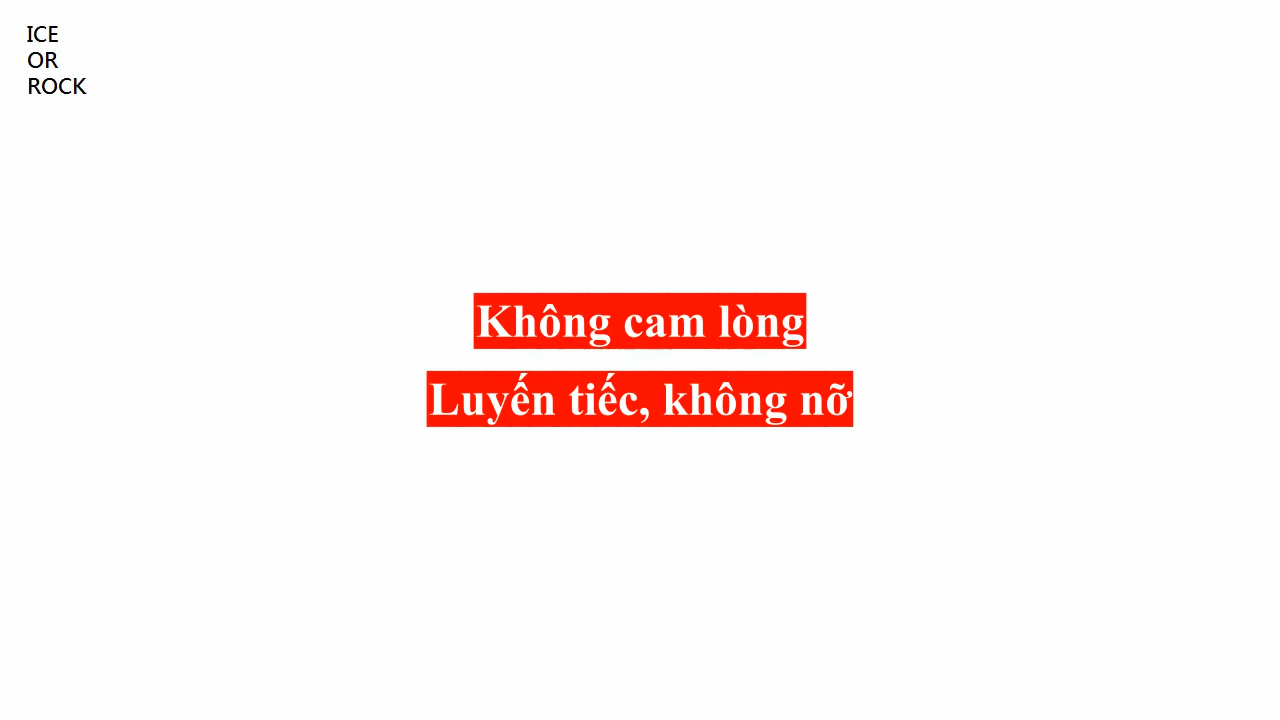 ICE
OR
ROCK
Không cam lòng
Luyến tiếc, không nỡ